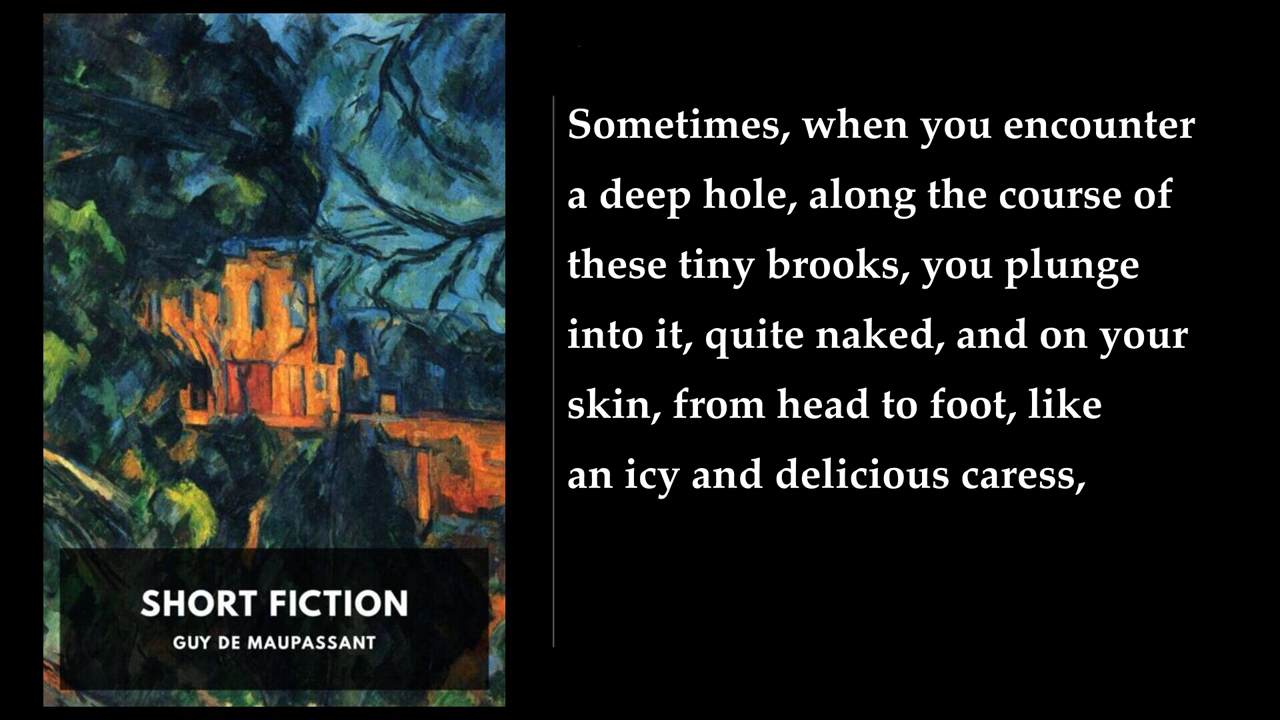 Sometimes, when you encounter
a deep hole, along the course of
these tiny brooks, you plunge
into it, quite naked, and on your
skin, from head to foot, like
an icy and delicious caress,
SHORT FICTION
GUY DE MAUPASSANT